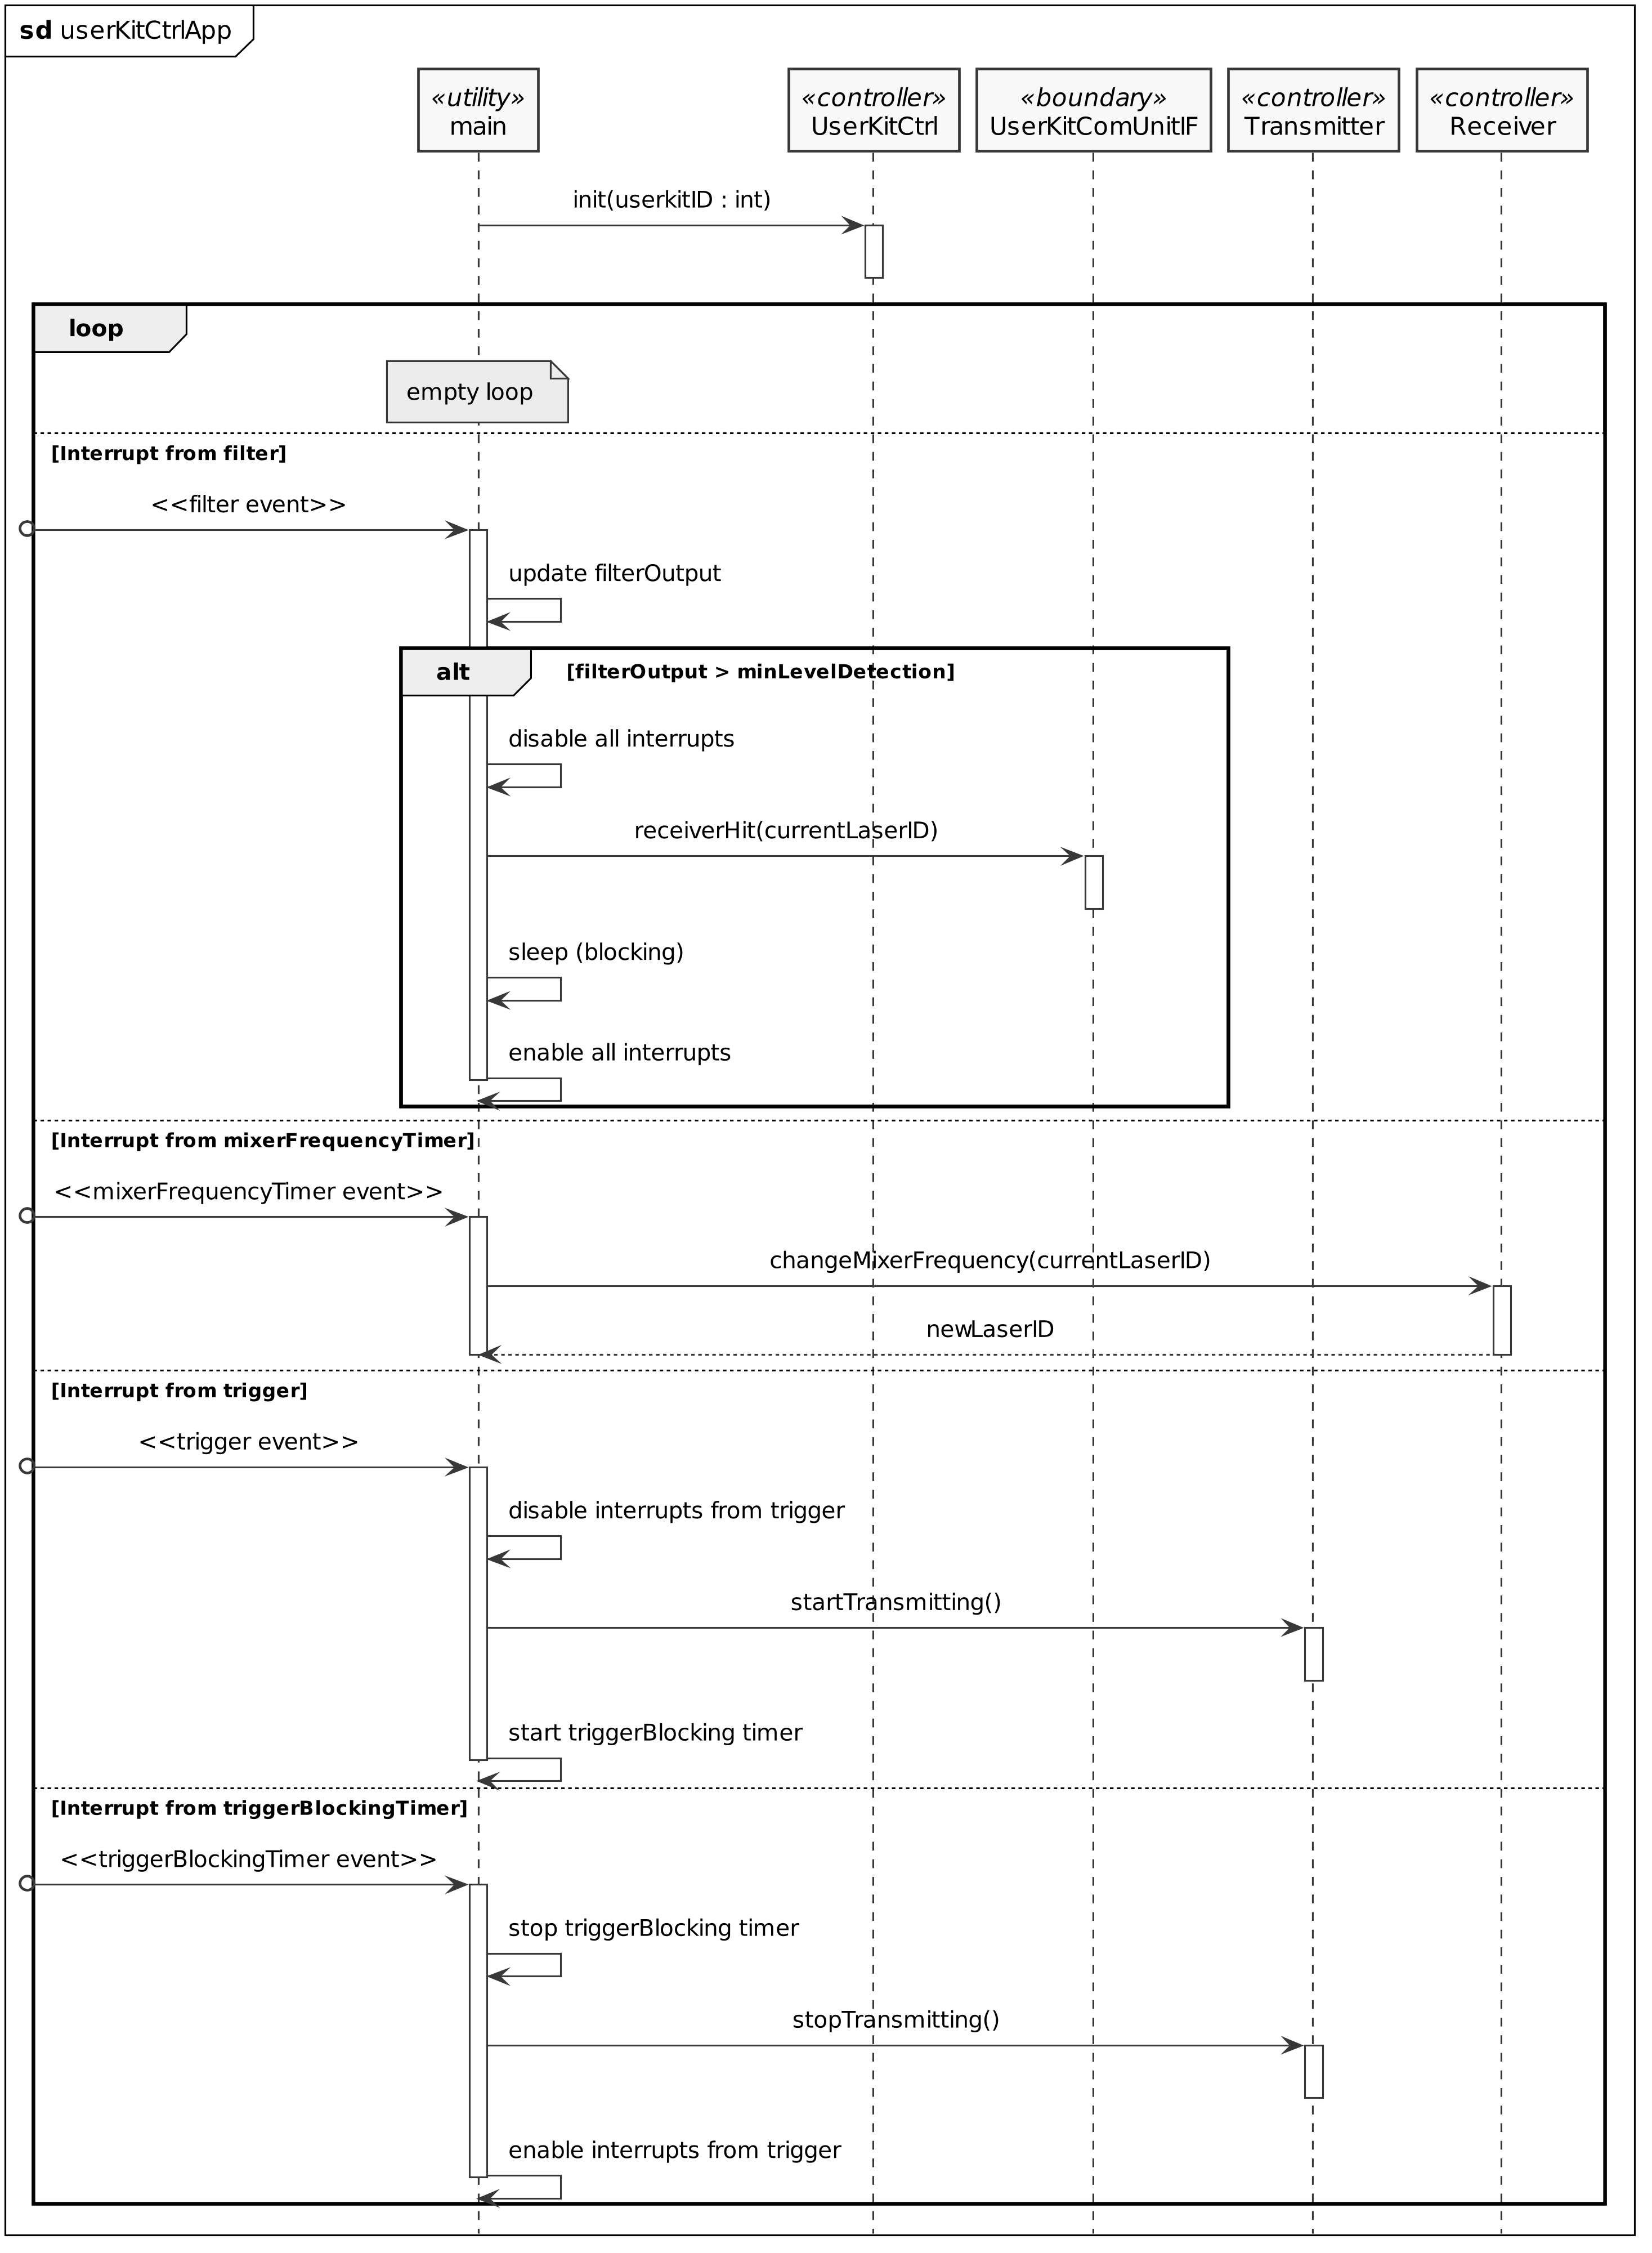 sd userKitCtrlApp
«utility»
main
«controller»
UserKitCtrl
«boundary»
UserKitComUnitIF
«controller»
Transmitter
«controller»
Receiver
init(userkitID : int)
loop
empty loop
[Interrupt from filter]
<<filter event>>
update filterOutput
alt [filterOutput > minLevelDetection]
disable all interrupts
receiverHit(currentLaserID)
sleep (blocking)
enable all interrupts
[Interrupt from mixerFrequencyTimer]
<<mixerFrequencyTimer event>>
changeMixerFrequency(currentLaserID)
newLaserID
[Interrupt from trigger]
<<trigger event>>
disable interrupts from trigger
startTransmitting()
start triggerBlocking timer
[Interrupt from triggerBlockingTimer]
<<triggerBlockingTimer event>>
stop triggerBlocking timer
stopTransmitting()
enable interrupts from trigger